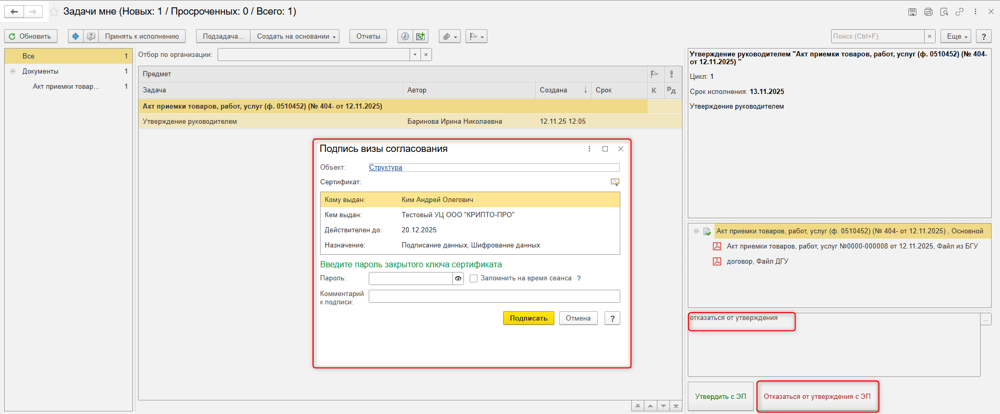 Задачи мне (Новых: 1 / Просроченных: 0 / Всего: 1)
Обновить
Принять к исполнению
Подзадача...
Создать на основании
Отчеты
Поиск (Ctrl+F)
×
Еще
?
Все 1
Документы 1
Акт приемки товар... 1
Отбор по организации:
×
Предмет
Задача Автор Создана ↓ Срок К Рд
Акт приемки товаров, работ, услуг (ф. 0510452) (№ 404- от 12.11.2025)
Утверждение руководителем Баринова Ирина Николаевна 12.11.25 12:05
Подпись визы согласования
Объект: Структура
Сертификат:
Кому выдан: Ким Андрей Олегович
Кем выдан: Тестовый УЦ ООО "КРИПТО-ПРО"
Действителен до: 20.12.2025
Назначение: Подписание данных, Шифрование данных
Введите пароль закрытого ключа сертификата
Пароль: Запомнить на время сеанса ?
Комментарий
к подписи:
Подписать Отмена ?
Утверждение руководителем "Акт приемки товаров, работ, услуг (ф. 0510452) (№ 404-
от 12.11.2025) "
Цикл: 1
Срок исполнения: 13.11.2025
Утверждение руководителем
Акт приемки товаров, работ, услуг (ф. 0510452) (№ 404- от 12.11.2025) , Основной
Акт приемки товаров, работ, услуг №0000-000008 от 12.11.2025, Файл из БГУ
договор, Файл ДГУ
отказаться от утверждения
...
Утвердить с ЭП Отказаться от утверждения с ЭП